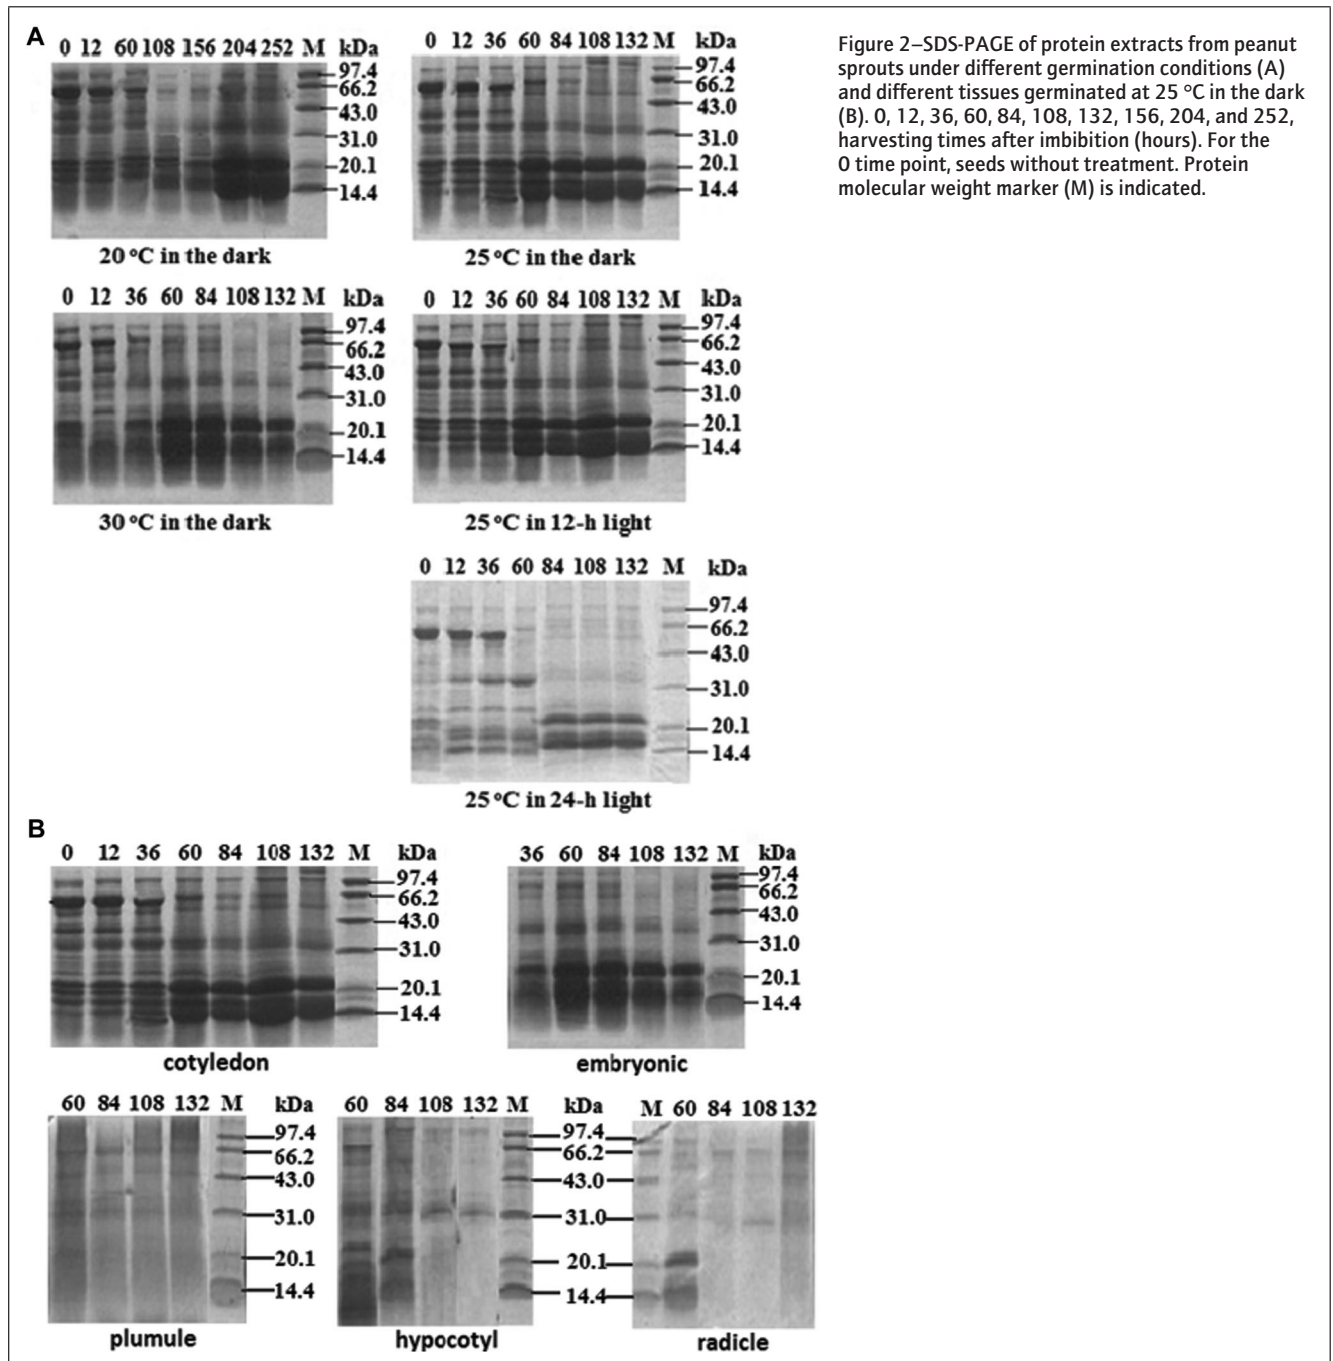 A
0 12 60 108 156 204 252 M kDa
97.4
66.2
43.0
31.0
20.1
14.4
20 °C in the dark
0 12 36 60 84 108 132 M kDa
97.4
66.2
43.0
31.0
20.1
14.4
25 °C in the dark
Figure 2–SDS-PAGE of protein extracts from peanut
sprouts under different germination conditions (A)
and different tissues germinated at 25 °C in the dark
(B). 0, 12, 36, 60, 84, 108, 132, 156, 204, and 252,
harvesting times after imbibition (hours). For the
0 time point, seeds without treatment. Protein
molecular weight marker (M) is indicated.
0 12 36 60 84 108 132 M kDa
97.4
66.2
43.0
31.0
20.1
14.4
30 °C in the dark
0 12 36 60 84 108 132 M kDa
97.4
66.2
43.0
31.0
20.1
14.4
25 °C in 12-h light
0 12 36 60 84 108 132 M kDa
97.4
66.2
43.0
31.0
20.1
14.4
25 °C in 24-h light
B
0 12 36 60 84 108 132 M kDa
97.4
66.2
43.0
31.0
20.1
14.4
cotyledon
36 60 84 108 132 M kDa
97.4
66.2
43.0
31.0
20.1
14.4
embryonic
60 84 108 132 M kDa
97.4
66.2
43.0
31.0
20.1
14.4
plumule
60 84 108 132 M kDa
97.4
66.2
43.0
31.0
20.1
14.4
hypocotyl
M 60 84 108 132
radicle